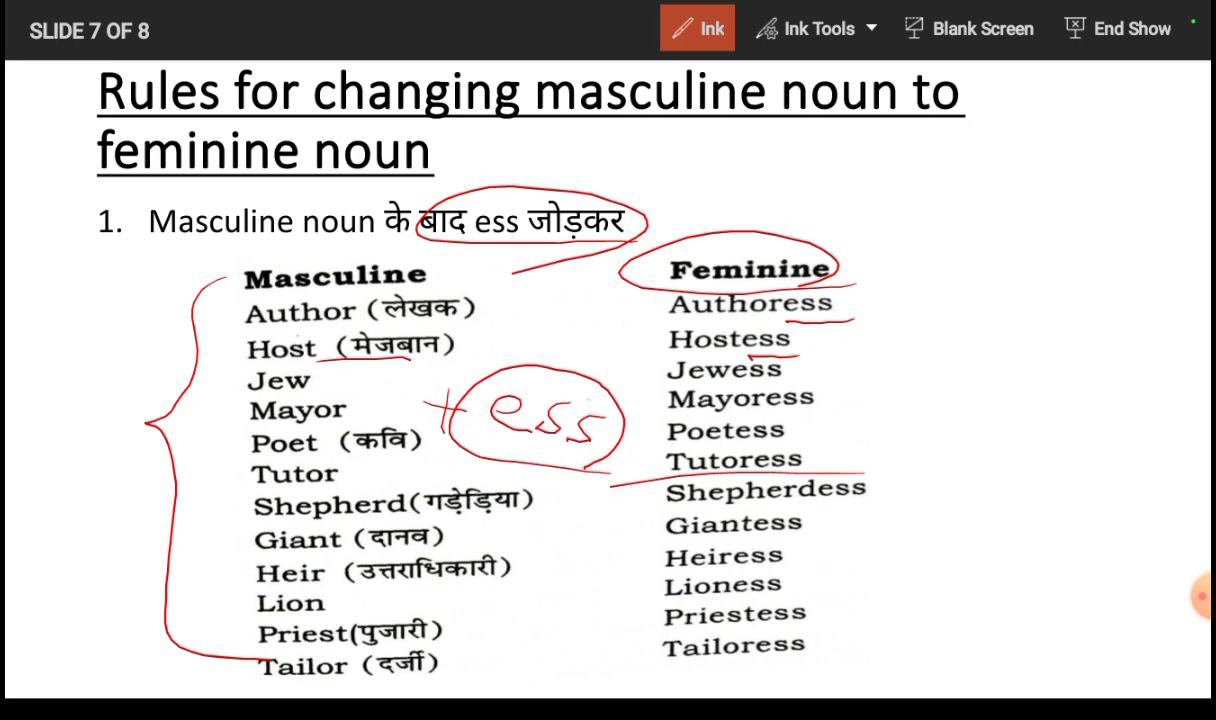 SLIDE 7 OF 8 Ink Ink Tools Blank Screen End Show
Rules for changing masculine noun to
feminine noun
1. Masculine noun के बाद ess जोड़कर
Masculine Feminine
Author (लेखक) Authoress
Host (मेजबान) Hostess
Jew Jewess
Mayor Mayoress
+ ess
Poet (कवि) Poetess
Tutor Tutoress
Shepherd(गड़ेड़िया) Shepherdess
Giant (दानव) Giantess
Heir (उत्तराधिकारी) Heiress
Lion Lioness
Priest(पुजारी) Priestess
Tailor (दर्जी) Tailoress